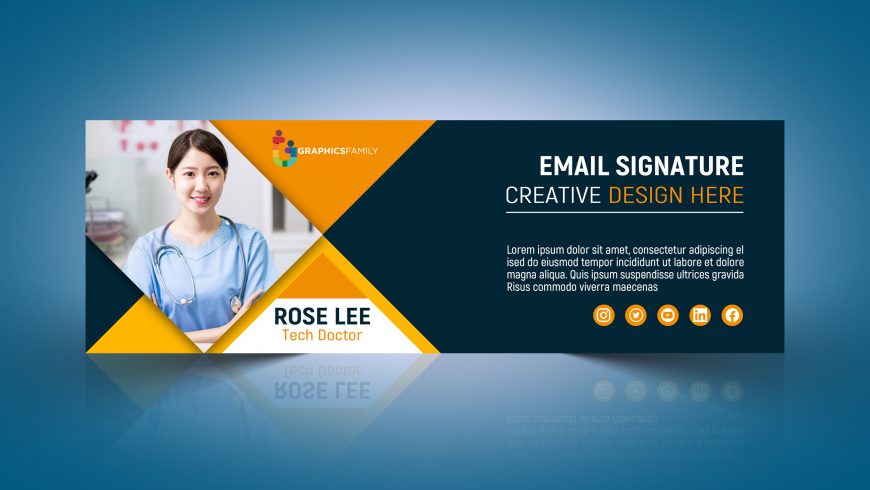 GRAPHICSFAMILY
EMAIL SIGNATURE
CREATIVE DESIGN HERE
Lorem ipsum dolor sit amet, consectetur adipiscing el
ised do eiusmod tempor incididunt ut labore et dolore
magna aliqua. Quis ipsum suspendisse ultrices gravida
Risus commodo viverra maecenas
ROSE LEE
Tech Doctor